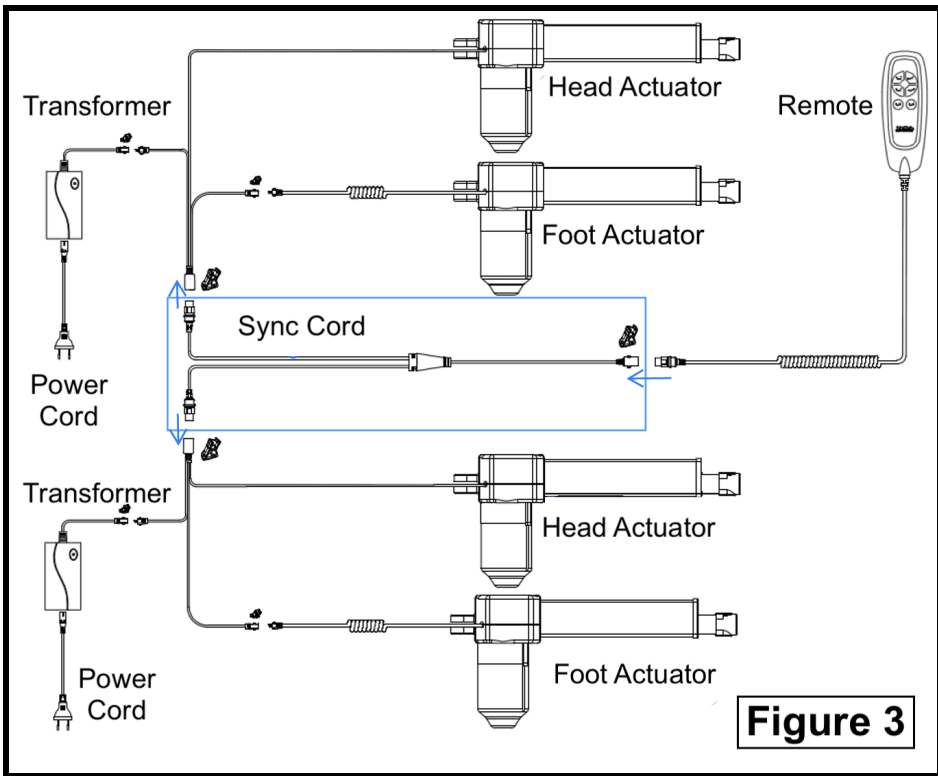 Head Actuator
Transformer
Remote
Foot Actuator
Sync Cord
Power
Cord
Transformer
Head Actuator
Foot Actuator
Power
Cord
Figure 3